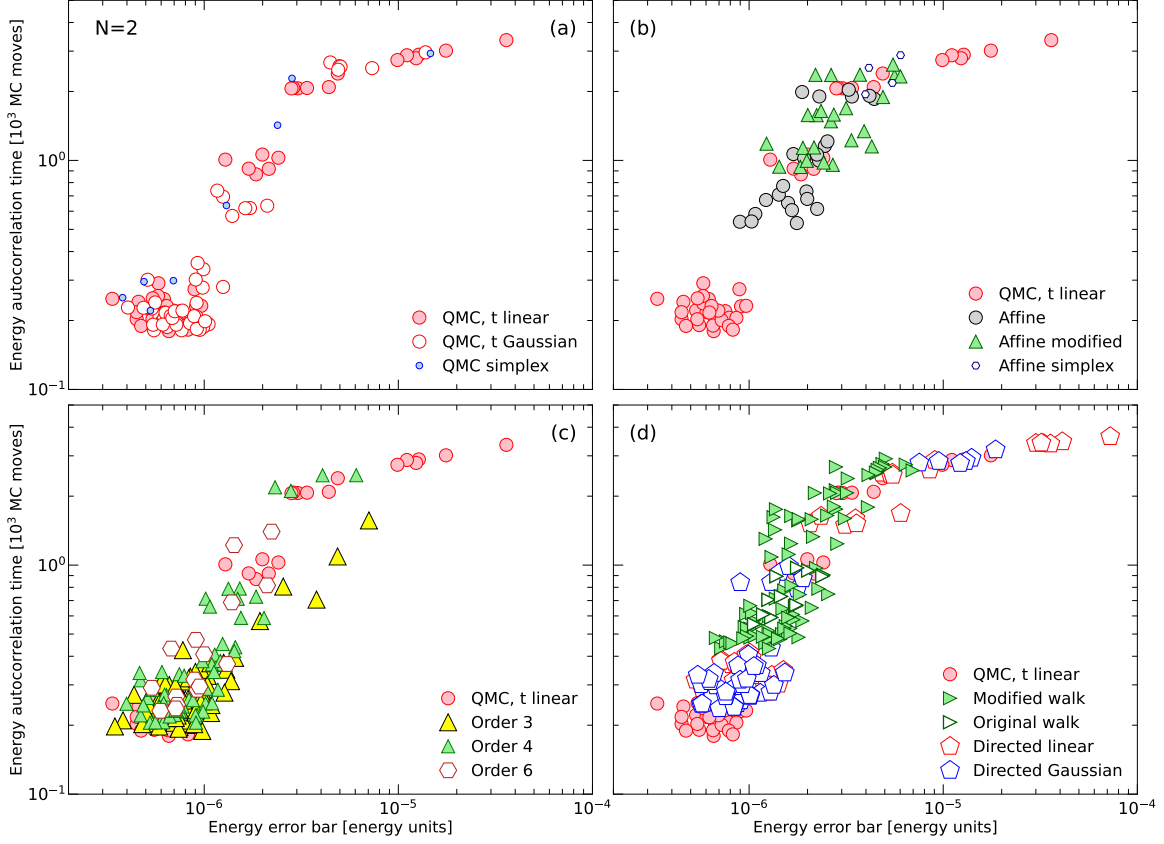 N=2
(a)
Energy autocorrelation time [10³ MC moves]
10⁰
10⁻¹
QMC, t linear
QMC, t Gaussian
QMC simplex
(b)
QMC, t linear
Affine
Affine modified
Affine simplex
(c)
Energy autocorrelation time [10³ MC moves]
10⁰
10⁻¹
QMC, t linear
Order 3
Order 4
Order 6
10⁻⁶
10⁻⁵
10⁻⁴
Energy error bar [energy units]
(d)
QMC, t linear
Modified walk
Original walk
Directed linear
Directed Gaussian
10⁻⁶
10⁻⁵
10⁻⁴
Energy error bar [energy units]